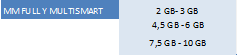 MM FULL Y MULTISMART
2 GB- 3 GB
4,5 GB -6 GB
7,5 GB - 10 GB